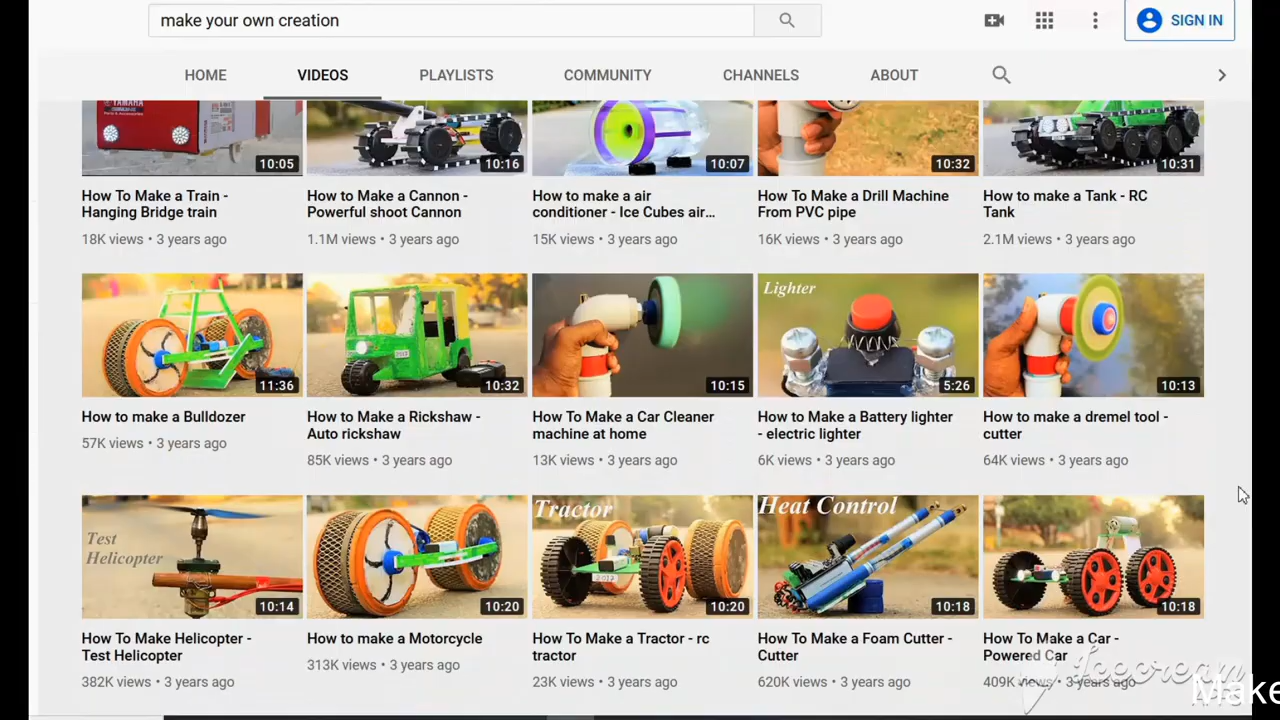 make your own creation
SIGN IN
HOME VIDEOS PLAYLISTS COMMUNITY CHANNELS ABOUT
YAMAHA
10:05 10:16 10:07 10:32 10:31
How To Make a Train -
Hanging Bridge train
18K views • 3 years ago
How to Make a Cannon -
Powerful shoot Cannon
1.1M views • 3 years ago
How to make a air
conditioner - Ice Cubes air...
15K views • 3 years ago
How To Make a Drill Machine
From PVC pipe
16K views • 3 years ago
How to make a Tank - RC
Tank
2.1M views • 3 years ago
Lighter
11:36 10:32 10:15 5:26 10:13
How to make a Bulldozer
57K views • 3 years ago
How to Make a Rickshaw -
Auto rickshaw
85K views • 3 years ago
How To Make a Car Cleaner
machine at home
13K views • 3 years ago
How to Make a Battery lighter
- electric lighter
6K views • 3 years ago
How to make a dremel tool -
cutter
64K views • 3 years ago
Test
Helicopter
Tractor
Heat Control
10:14 10:20 10:20 10:18 10:18
How To Make Helicopter -
Test Helicopter
382K views • 3 years ago
How to make a Motorcycle
313K views • 3 years ago
How To Make a Tractor - rc
tractor
23K views • 3 years ago
How To Make a Foam Cutter -
Cutter
620K views • 3 years ago
How To Make a Car -
Powered Car
409K views • 3 years ago
Icecream
Make